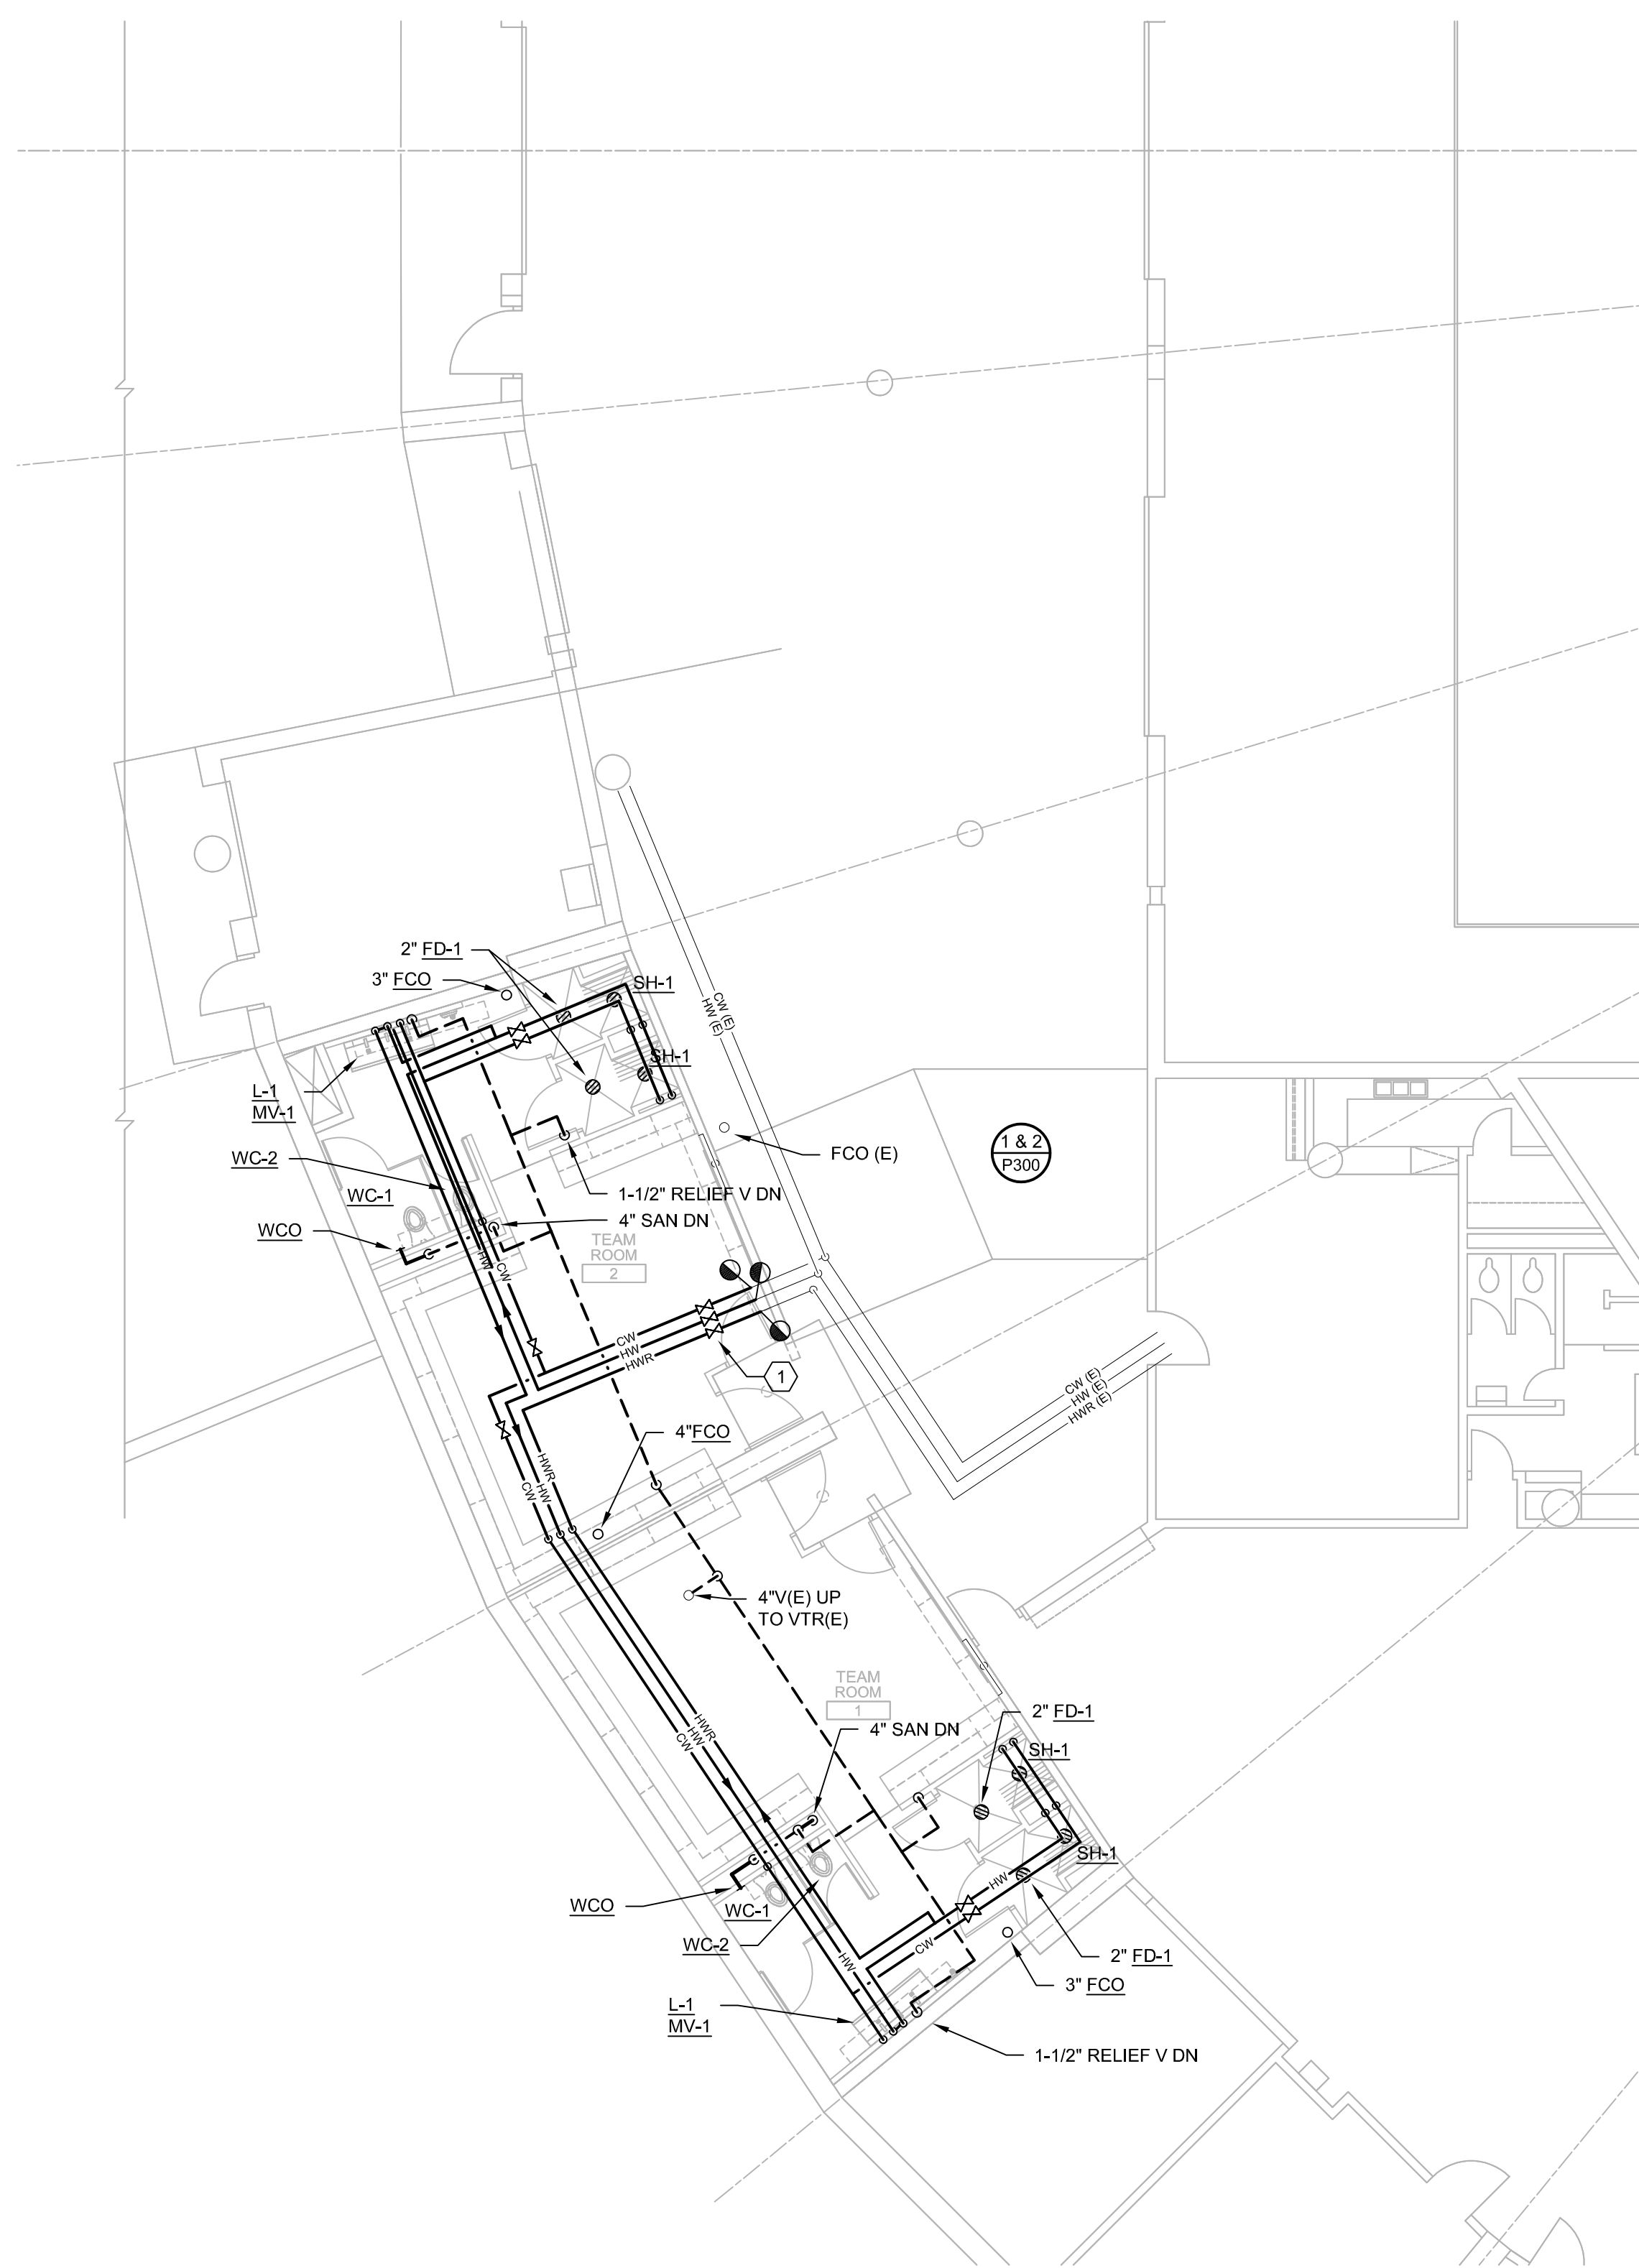 2" FD-1
3" FCO
SH-1
CW (E)
HW (E)
SH-1
L-1
MV-1
FCO (E)
1 & 2
P300
WC-2
WC-1
1-1/2" RELIEF V DN
4" SAN DN
WCO
TEAM
ROOM
2
HW
CW
CW
HW
HWR
1
CW (E)
HW (E)
HWR (E)
4"FCO
HWR
HW
CW
4"V(E) UP
TO VTR(E)
TEAM
ROOM
1
HWR
HW
CW
4" SAN DN
2" FD-1
SH-1
SH-1
HW
WCO
WC-1
WC-2
CW
HW
2" FD-1
3" FCO
L-1
MV-1
1-1/2" RELIEF V DN